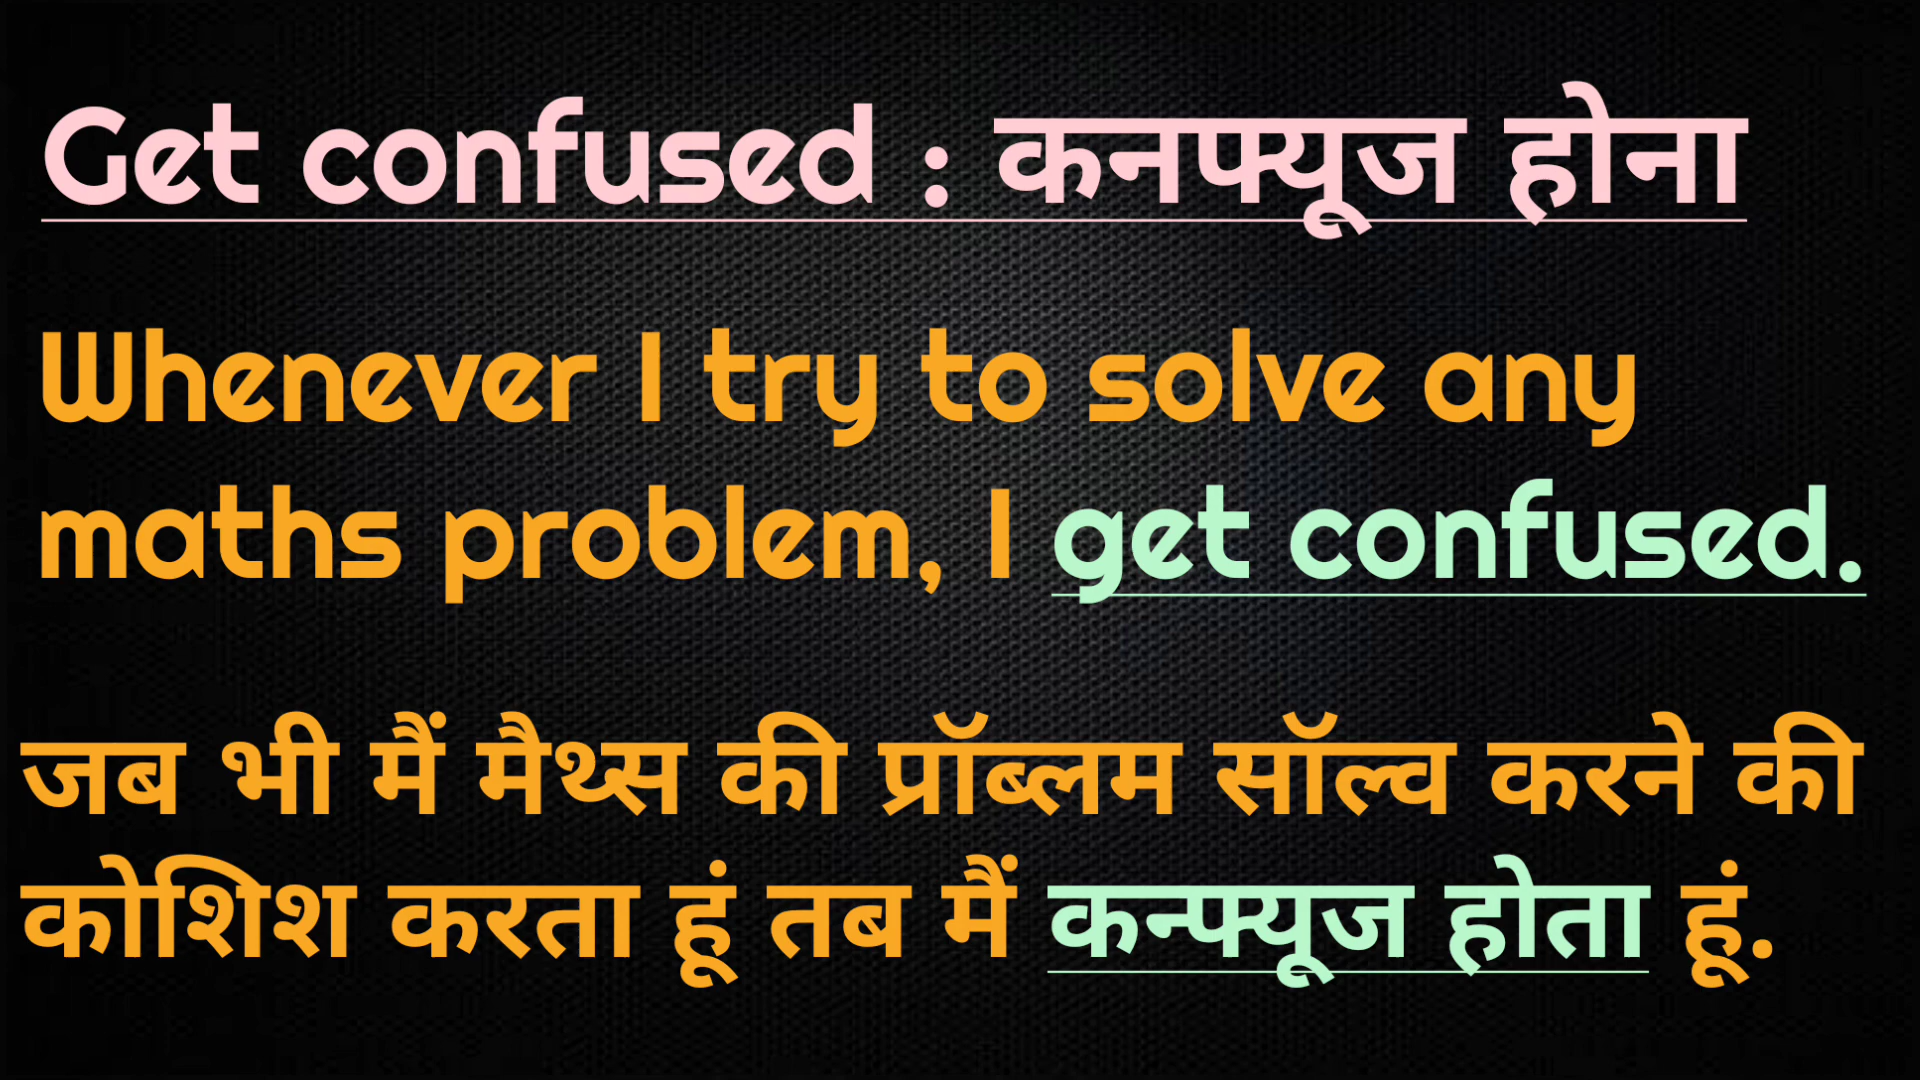 Get confused : कनफ्यूज होना
Whenever I try to solve any
maths problem, I get confused.
जब भी मैं मैथ्स की प्रॉब्लम सॉल्व करने की
कोशिश करता हूं तब मैं कन्फ्यूज होता हूं.